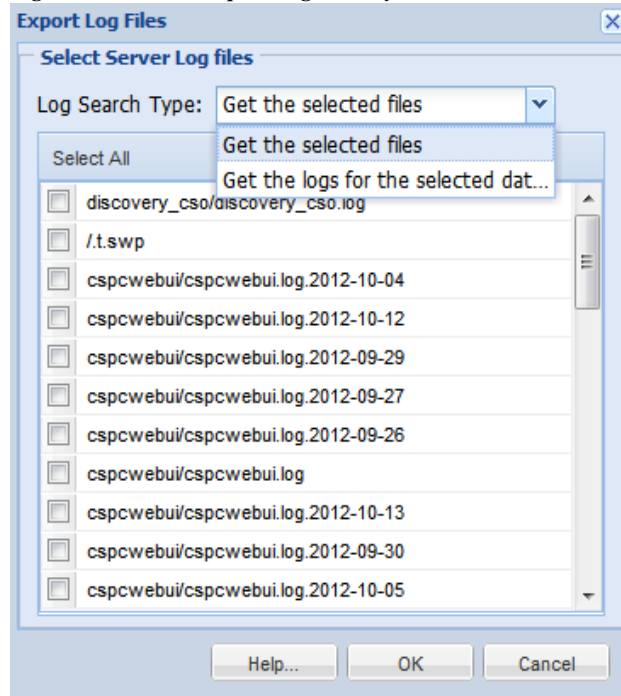 Export Log Files
Select Server Log files
Log Search Type: Get the selected files
Get the selected files
Get the logs for the selected dat...
Select All
discovery_cso/discovery_cso.log
/.t.swp
cspcwebui/cspcwebui.log.2012-10-04
cspcwebui/cspcwebui.log.2012-10-12
cspcwebui/cspcwebui.log.2012-09-29
cspcwebui/cspcwebui.log.2012-09-27
cspcwebui/cspcwebui.log.2012-09-26
cspcwebui/cspcwebui.log
cspcwebui/cspcwebui.log.2012-10-13
cspcwebui/cspcwebui.log.2012-09-30
cspcwebui/cspcwebui.log.2012-10-05
Help... OK Cancel